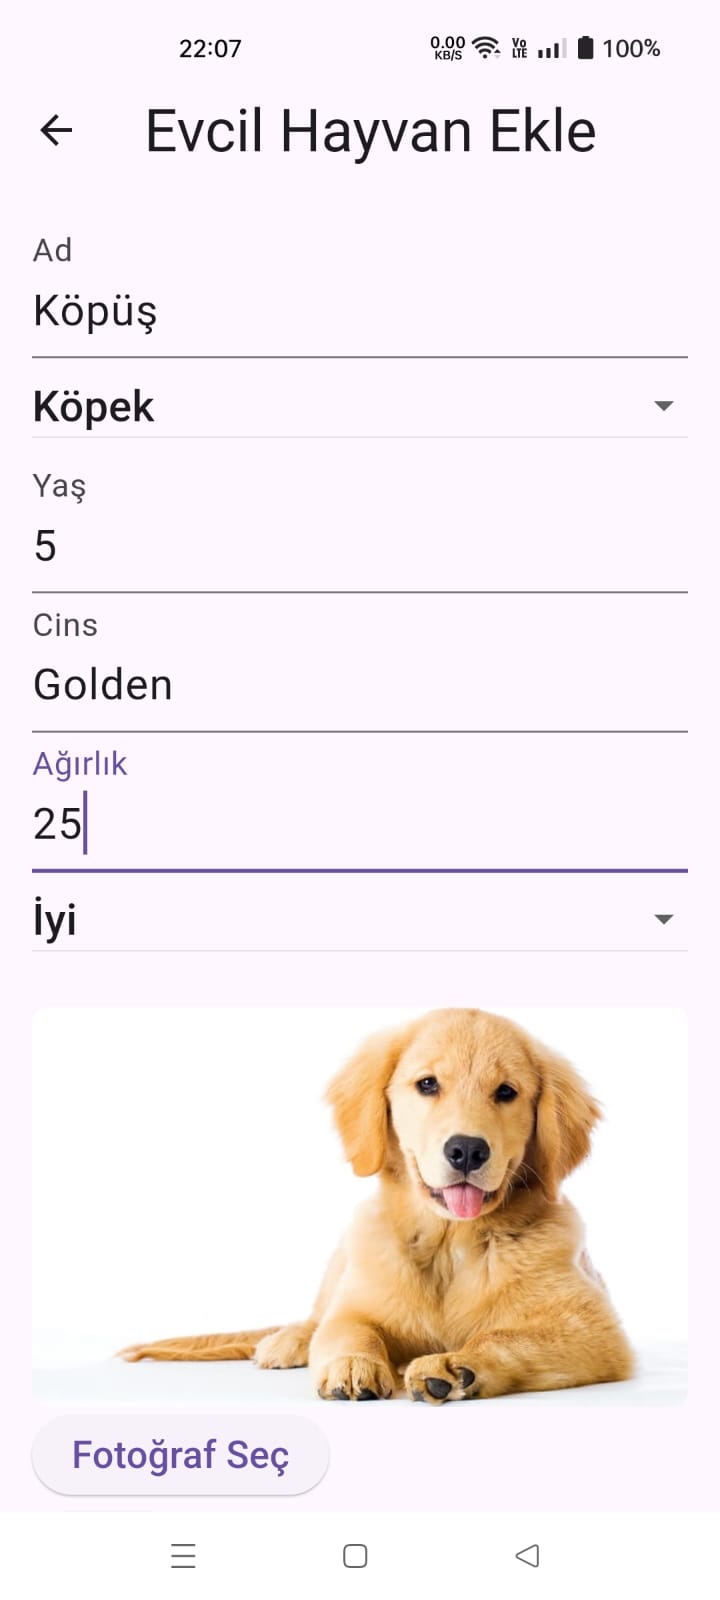 22:07 0.00 KB/S Vo LTE 100%
Evcil Hayvan Ekle
Ad
Köpüş
Köpek
Yaş
5
Cins
Golden
Ağırlık
25
İyi
Fotoğraf Seç